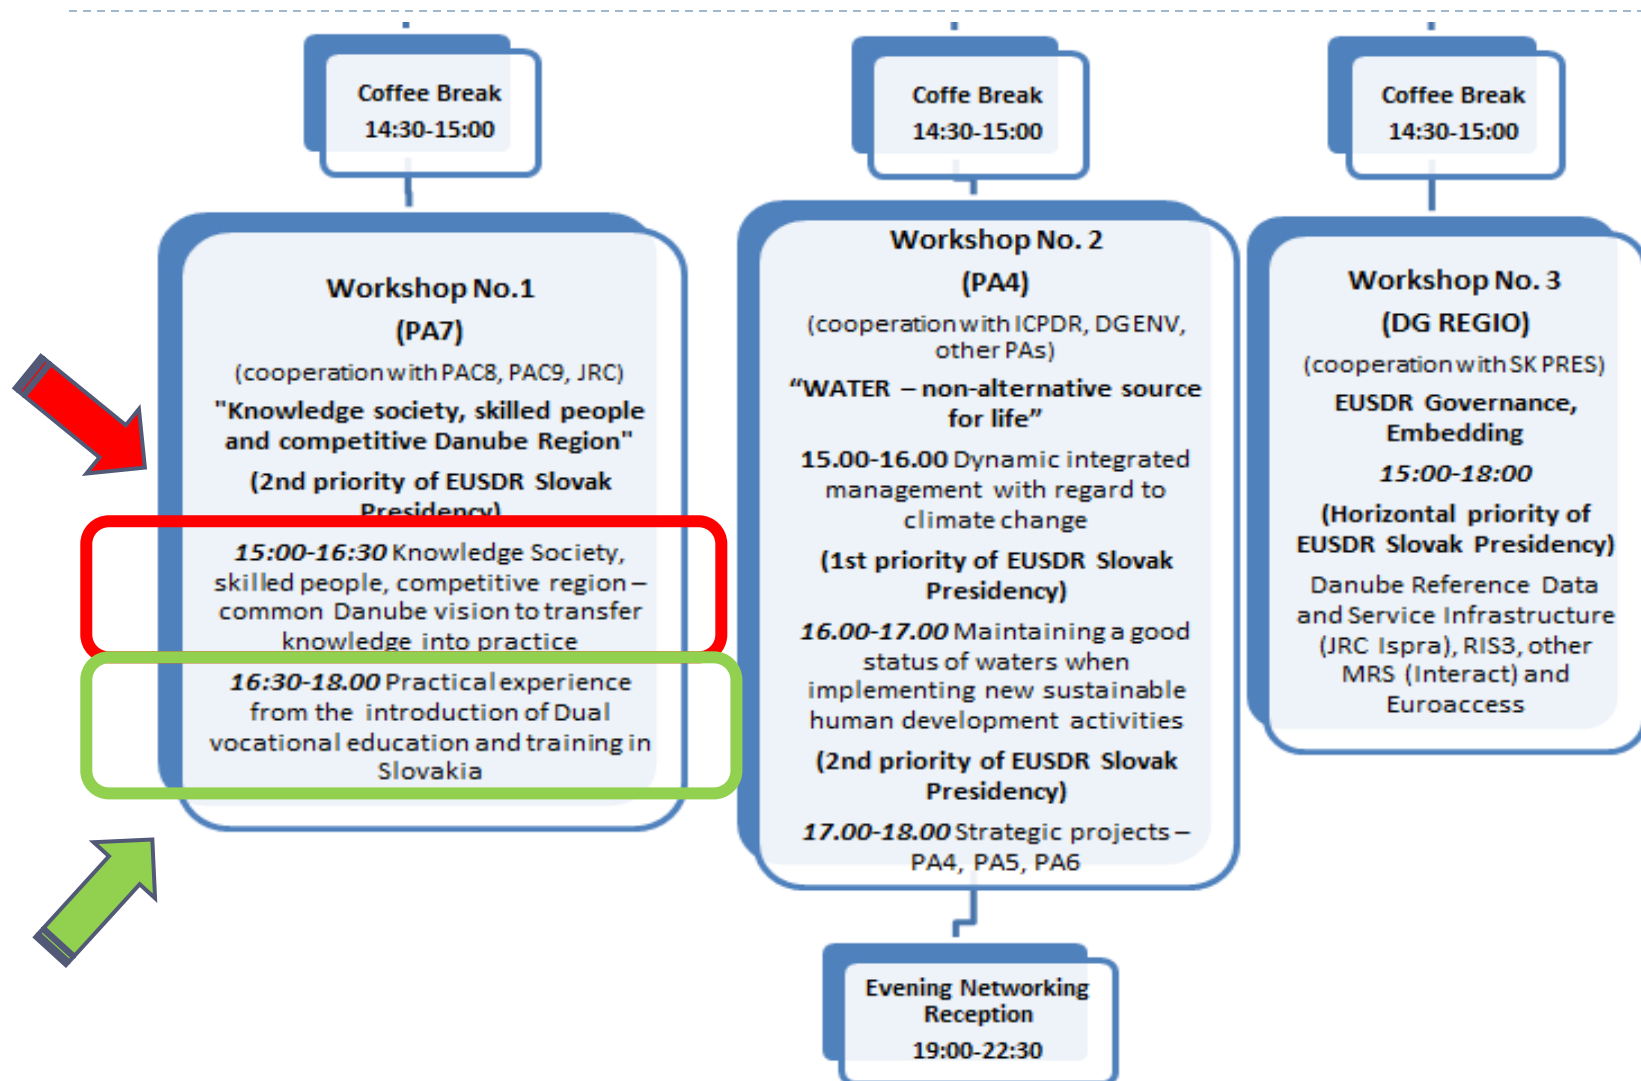 Coffee Break
14:30-15:00
Coffe Break
14:30-15:00
Coffee Break
14:30-15:00
Workshop No.1
(PA7)
(cooperation with PAC8, PAC9, JRC)
"Knowledge society, skilled people
and competitive Danube Region"
(2nd priority of EUSDR Slovak
Presidency)
15:00-16:30 Knowledge Society,
skilled people, competitive region –
common Danube vision to transfer
knowledge into practice
16:30-18.00 Practical experience
from the introduction of Dual
vocational education and training in
Slovakia
Workshop No. 2
(PA4)
(cooperation with ICPDR, DG ENV,
other PAs)
“WATER – non-alternative source
for life”
15.00-16.00 Dynamic integrated
management with regard to
climate change
(1st priority of EUSDR Slovak
Presidency)
16.00-17.00 Maintaining a good
status of waters when
implementing new sustainable
human development activities
(2nd priority of EUSDR Slovak
Presidency)
17.00-18.00 Strategic projects –
PA4, PA5, PA6
Workshop No. 3
(DG REGIO)
(cooperation with SK PRES)
EUSDR Governance,
Embedding
15:00-18:00
(Horizontal priority of
EUSDR Slovak Presidency)
Danube Reference Data
and Service Infrastructure
(JRC Ispra), RIS3, other
MRS (Interact) and
Euroaccess
Evening Networking
Reception
19:00-22:30